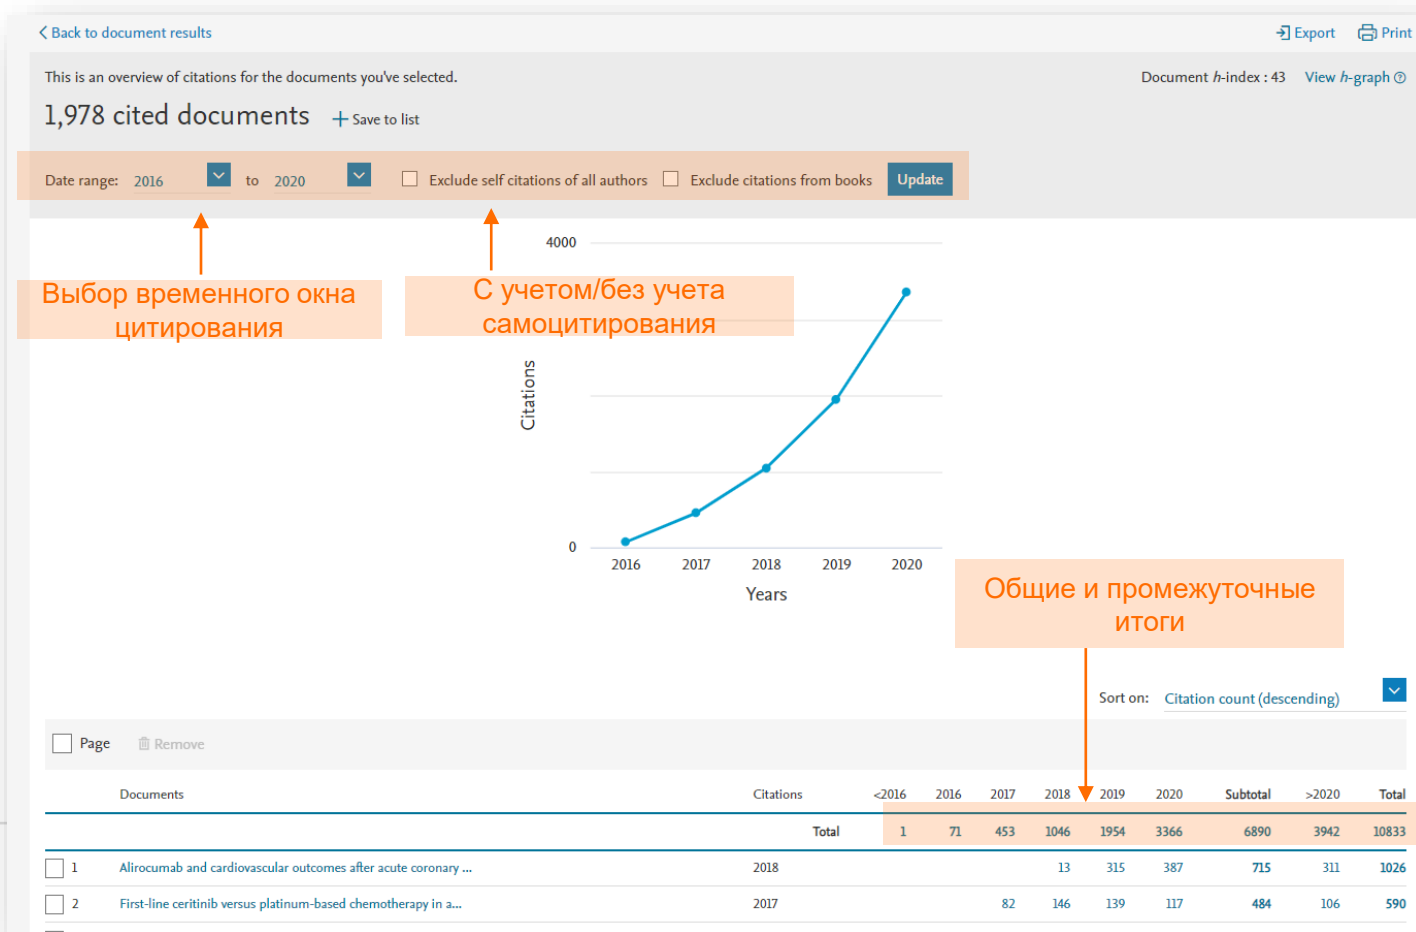 Back to document results
Export Print
This is an overview of citations for the documents you've selected.
Document h-index : 43 View h-graph
1,978 cited documents + Save to list
Date range: 2016 to 2020 Exclude self citations of all authors Exclude citations from books Update
Выбор временного окна
цитирования
С учетом/без учета
самоцитирования
4000
Citations
0
2016 2017 2018 2019 2020
Years
Общие и промежуточные
итоги
Sort on: Citation count (descending)
Page Remove
Documents Citations <2016 2016 2017 2018 2019 2020 Subtotal >2020 Total
Total 1 71 453 1046 1954 3366 6890 3942 10833
1 Alirocumab and cardiovascular outcomes after acute coronary ... 2018 13 315 387 715 311 1026
2 First-line ceritinib versus platinum-based chemotherapy in a... 2017 82 146 139 117 484 106 590